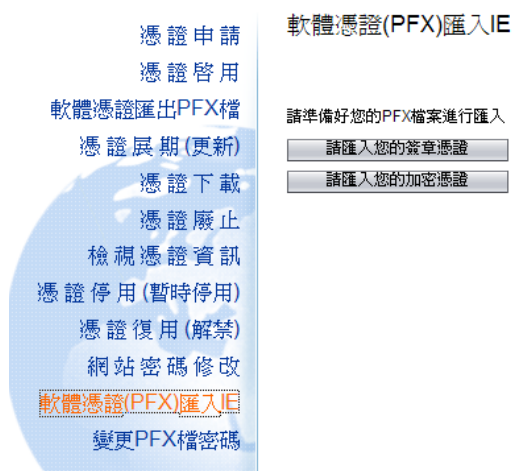 憑證申請
憑證啓用
軟體憑證匯出PFX檔
憑證展期(更新)
憑證下載
憑證廢止
檢視憑證資訊
憑證停用(暫時停用)
憑證復用(解禁)
網站密碼修改
軟體憑證(PFX)匯入IE
變更PFX檔密碼
軟體憑證(PFX)匯入IE
請準備好您的PFX檔案進行匯入
請匯入您的簽章憑證
請匯入您的加密憑證